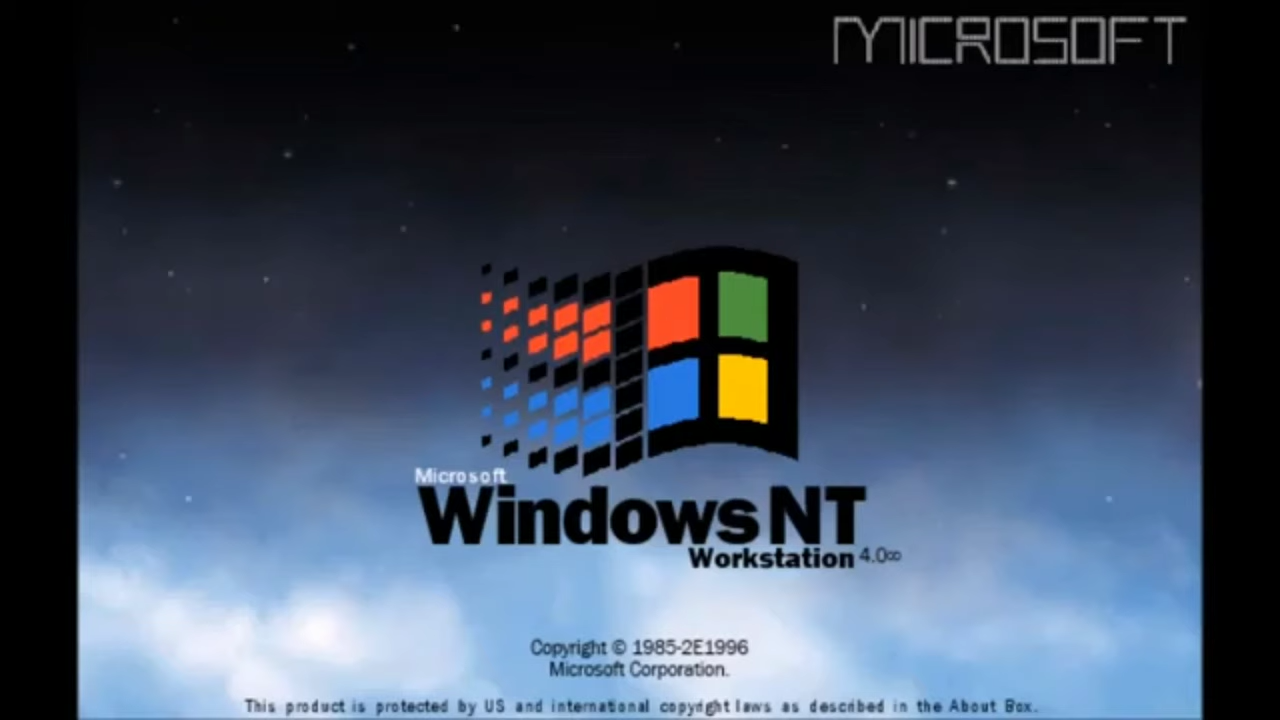 MICROSOFT
Microsoft
Windows NT
Workstation 4.0∞
Copyright © 1985-2E1996
Microsoft Corporation.
This product is protected by US and international copyright laws as described in the About Box.